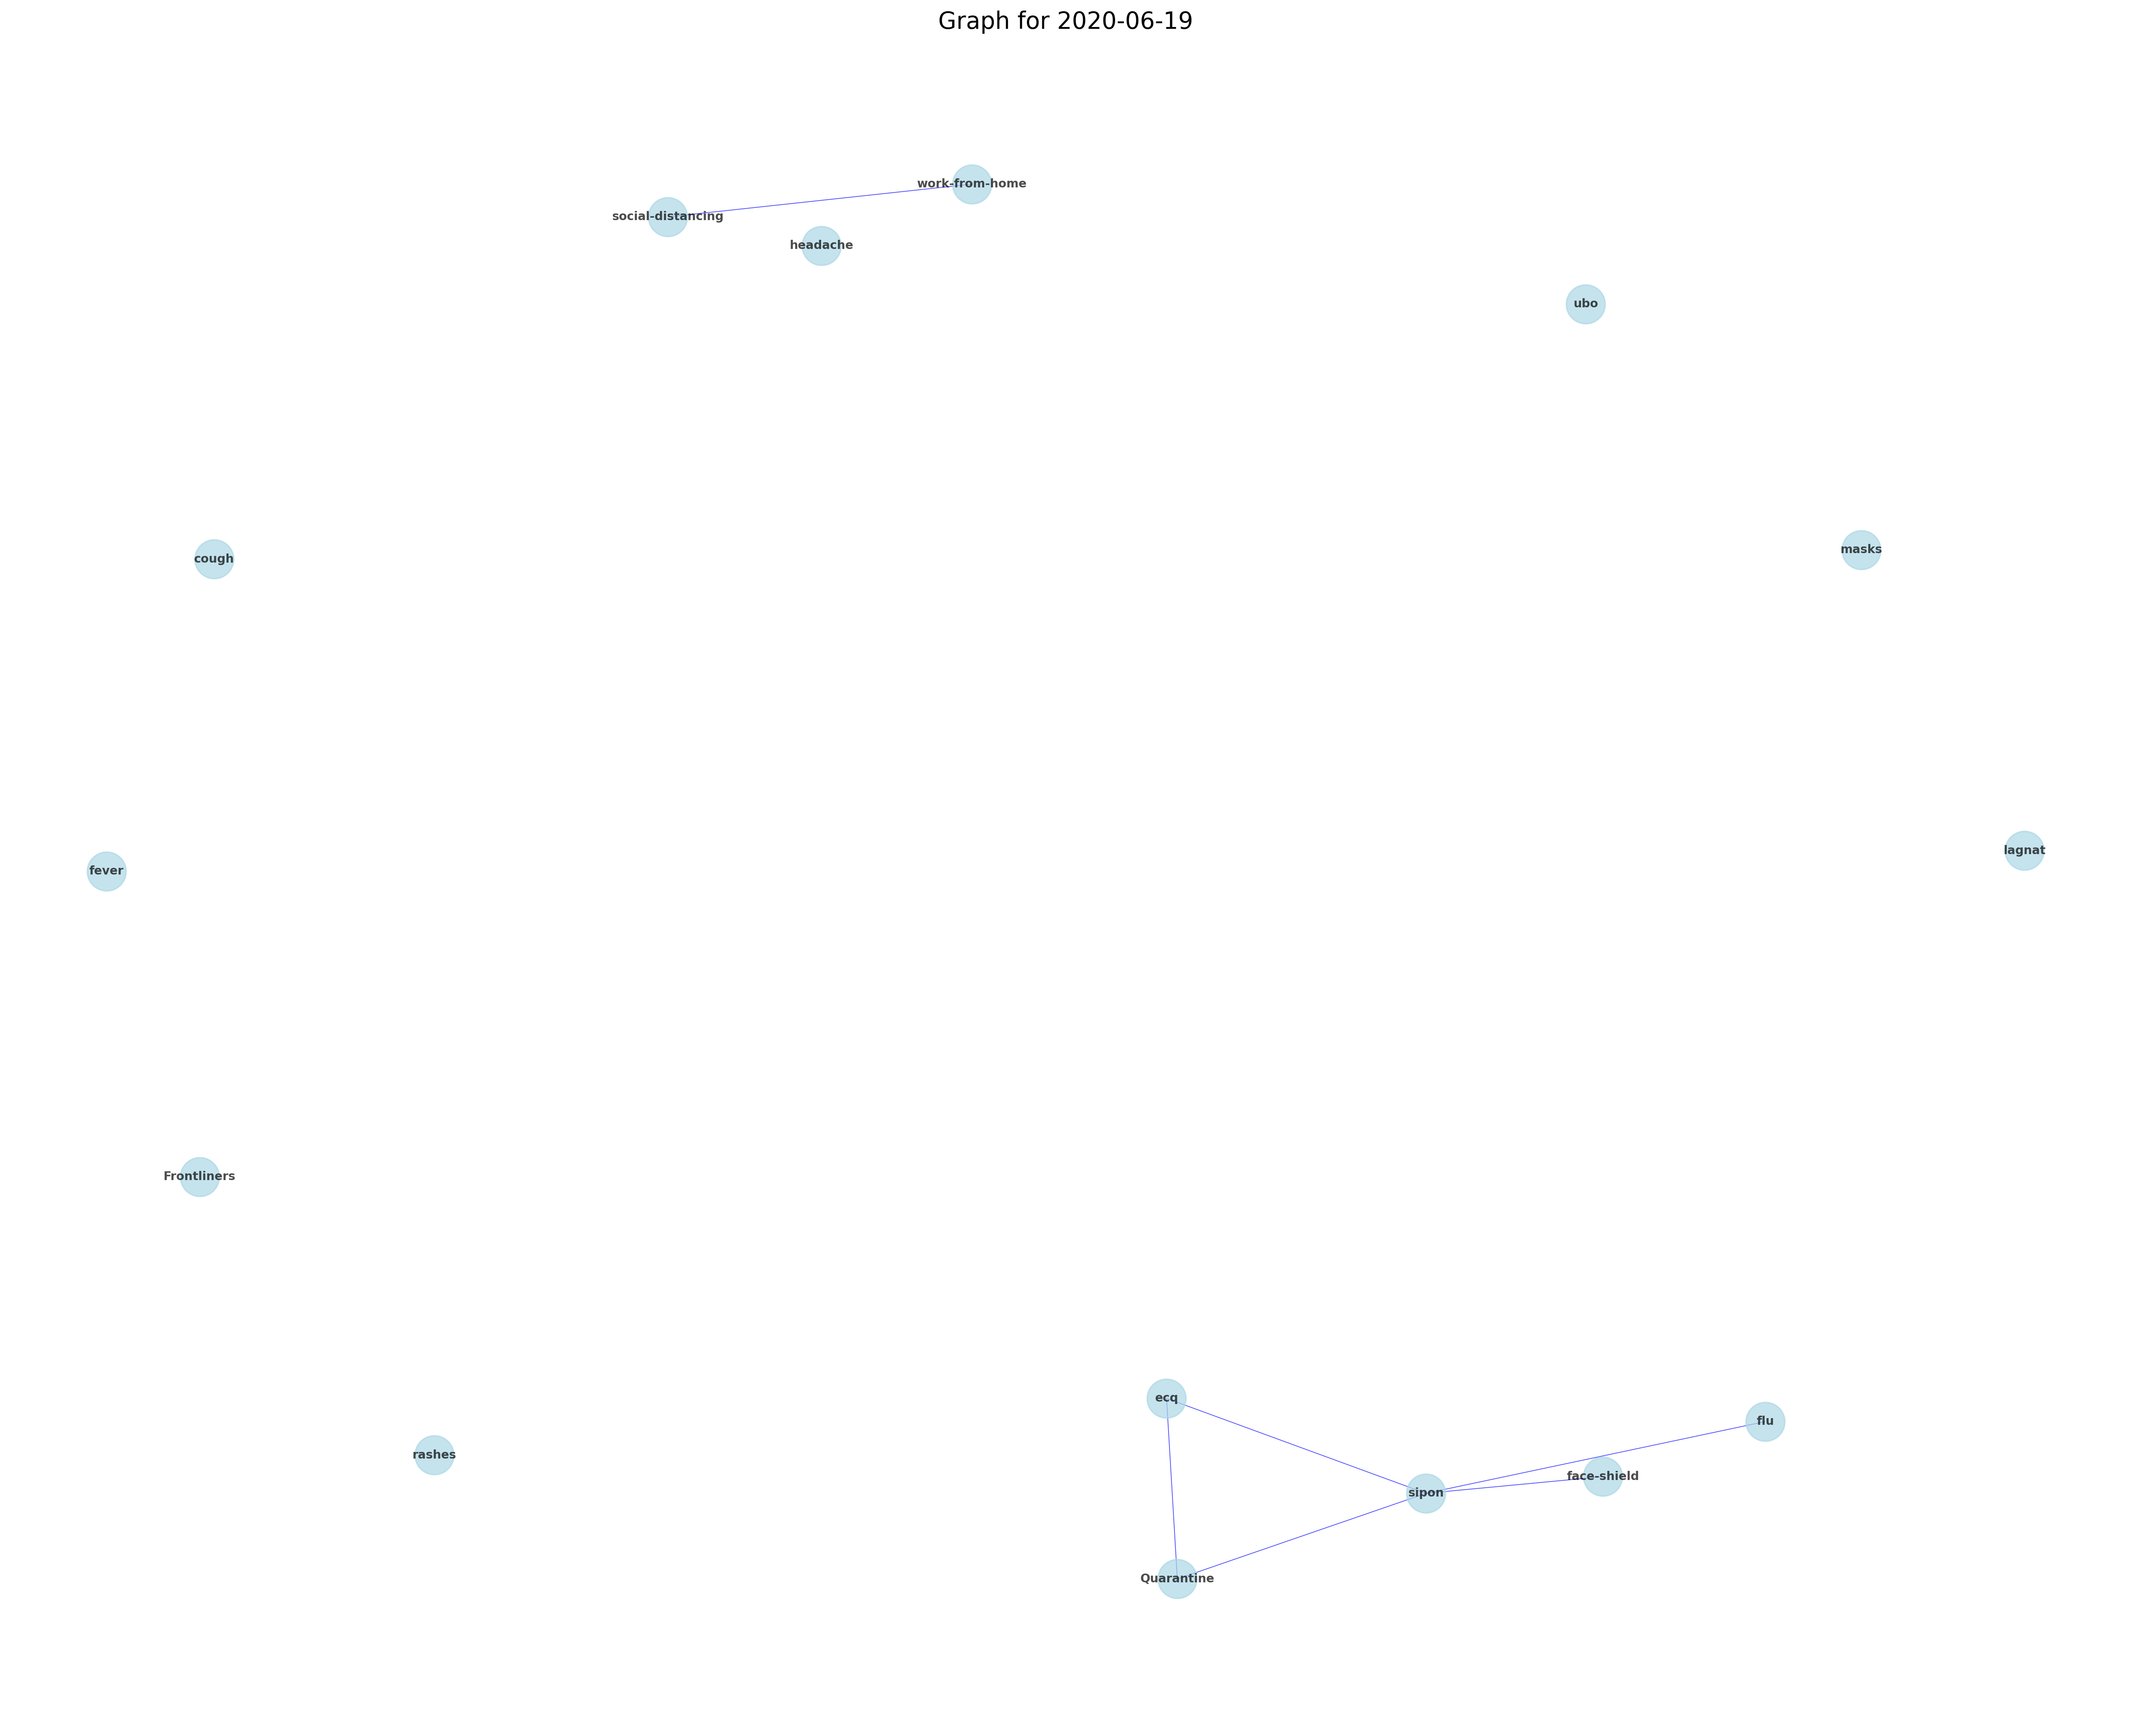 Graph for 2020-06-19
work-from-home
social-distancing
headache
ubo
masks
cough
lagnat
fever
Frontliners
ecq
flu
rashes
face-shield
sipon
Quarantine